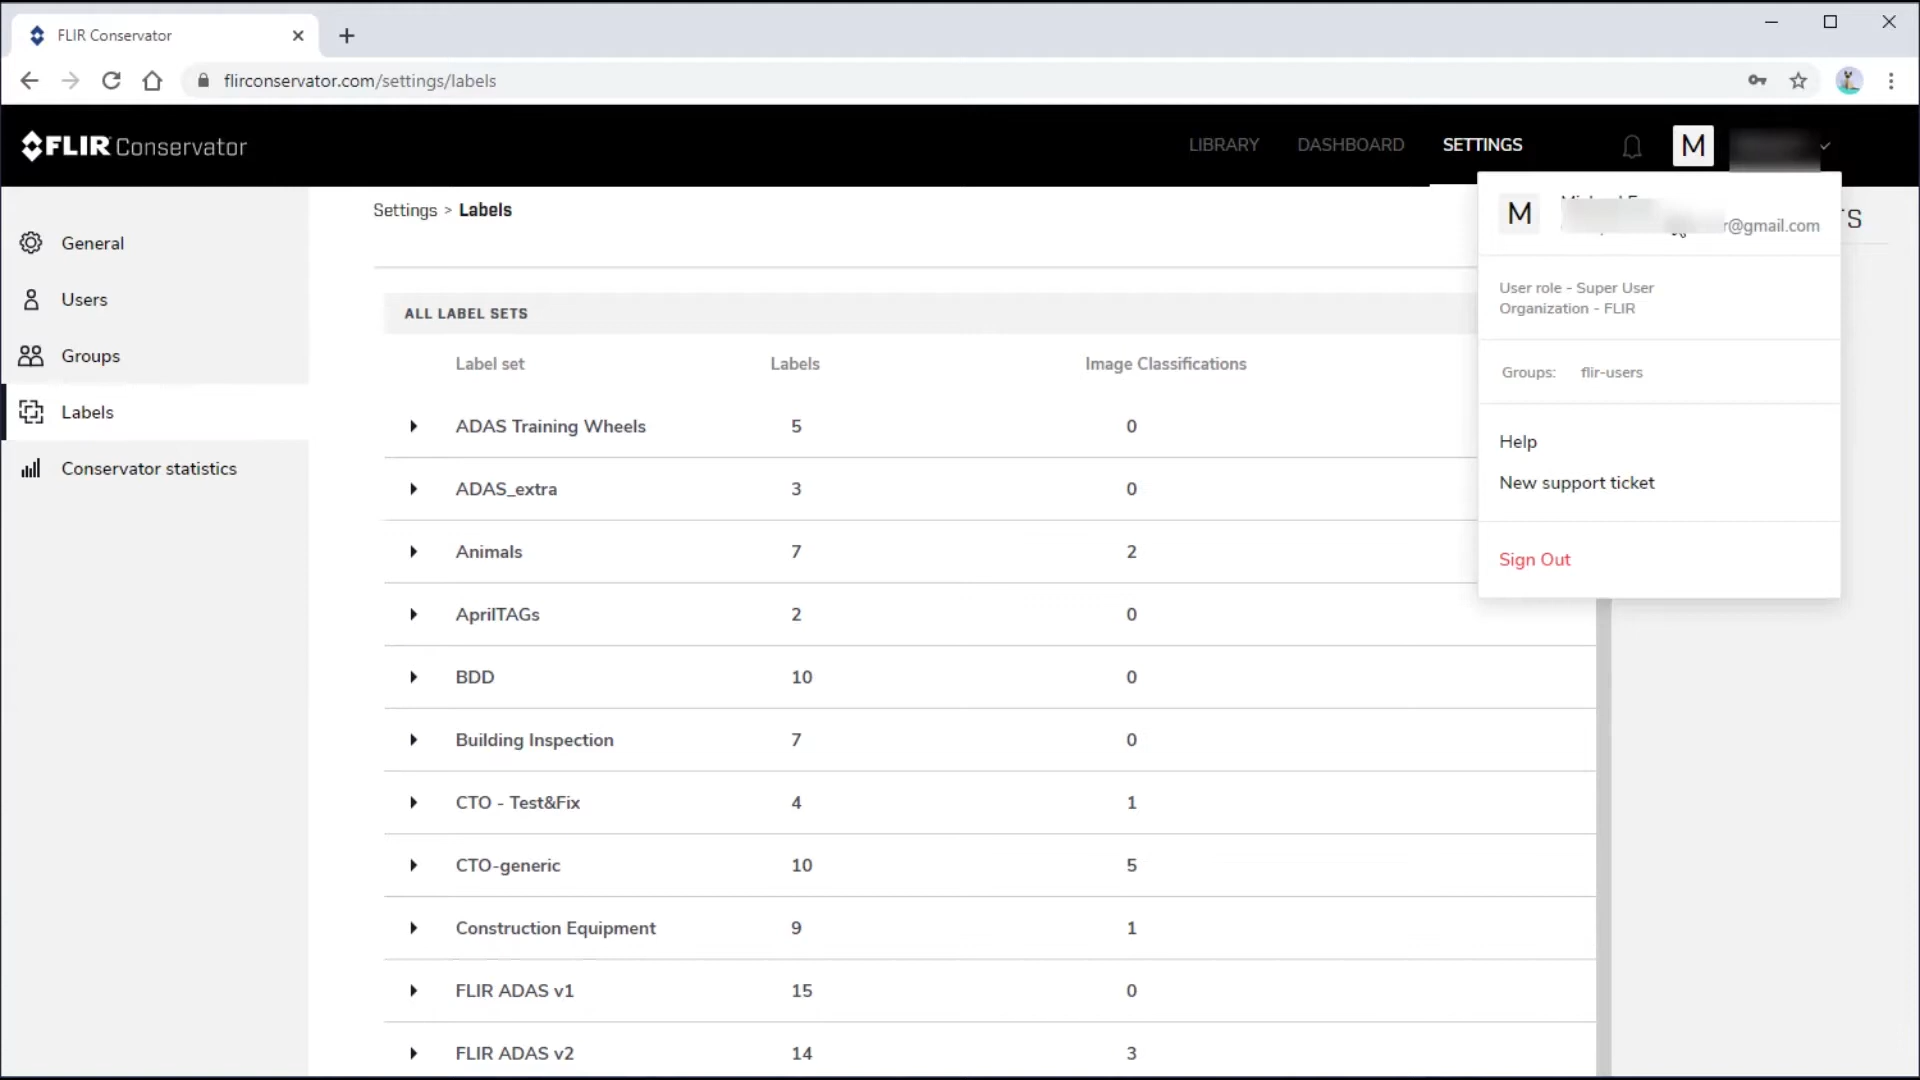 FLIR Conservator
flirconservator.com/settings/labels
FLIR Conservator
LIBRARY
DASHBOARD
SETTINGS
M
M
r@gmail.com
User role - Super User
Organization - FLIR
Groups: flir-users
Help
New support ticket
Sign Out
General
Users
Groups
Labels
Conservator statistics
Settings > Labels
ALL LABEL SETS
Label set Labels Image Classifications
ADAS Training Wheels 5 0
ADAS_extra 3 0
Animals 7 2
AprilTAGs 2 0
BDD 10 0
Building Inspection 7 0
CTO - Test&Fix 4 1
CTO-generic 10 5
Construction Equipment 9 1
FLIR ADAS v1 15 0
FLIR ADAS v2 14 3